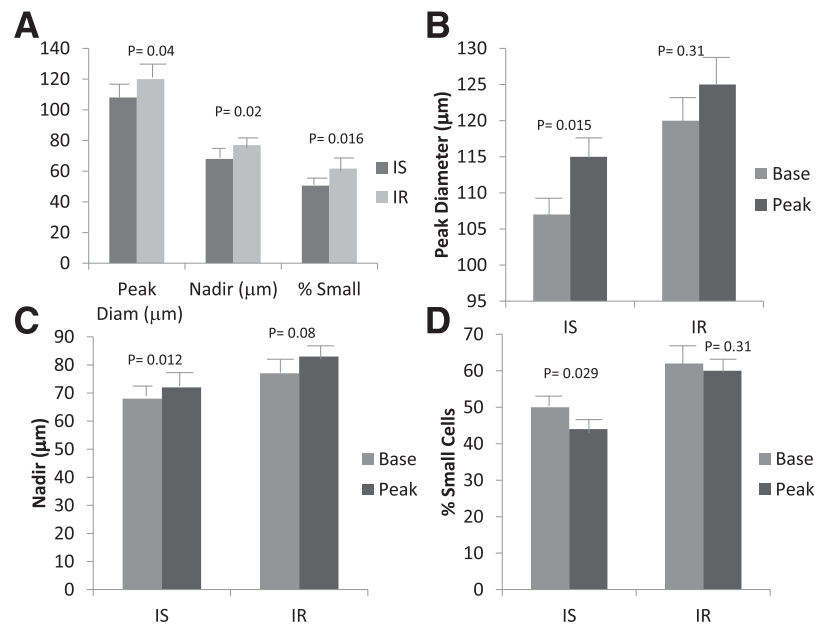 A
P= 0.04
P= 0.02
P= 0.016
140
120
100
80
60
40
20
0
IS
IR
Peak
Diam (μm)
Nadir (μm)
% Small
B
P= 0.31
P= 0.015
130
125
120
115
110
105
100
95
Peak Diameter (μm)
Base
Peak
IS
IR
C
P= 0.08
P= 0.012
90
80
70
60
50
40
30
20
10
0
Nadir (μm)
Base
Peak
IS
IR
D
P= 0.31
P= 0.029
70
60
50
40
30
20
10
0
% Small Cells
Base
Peak
IS
IR